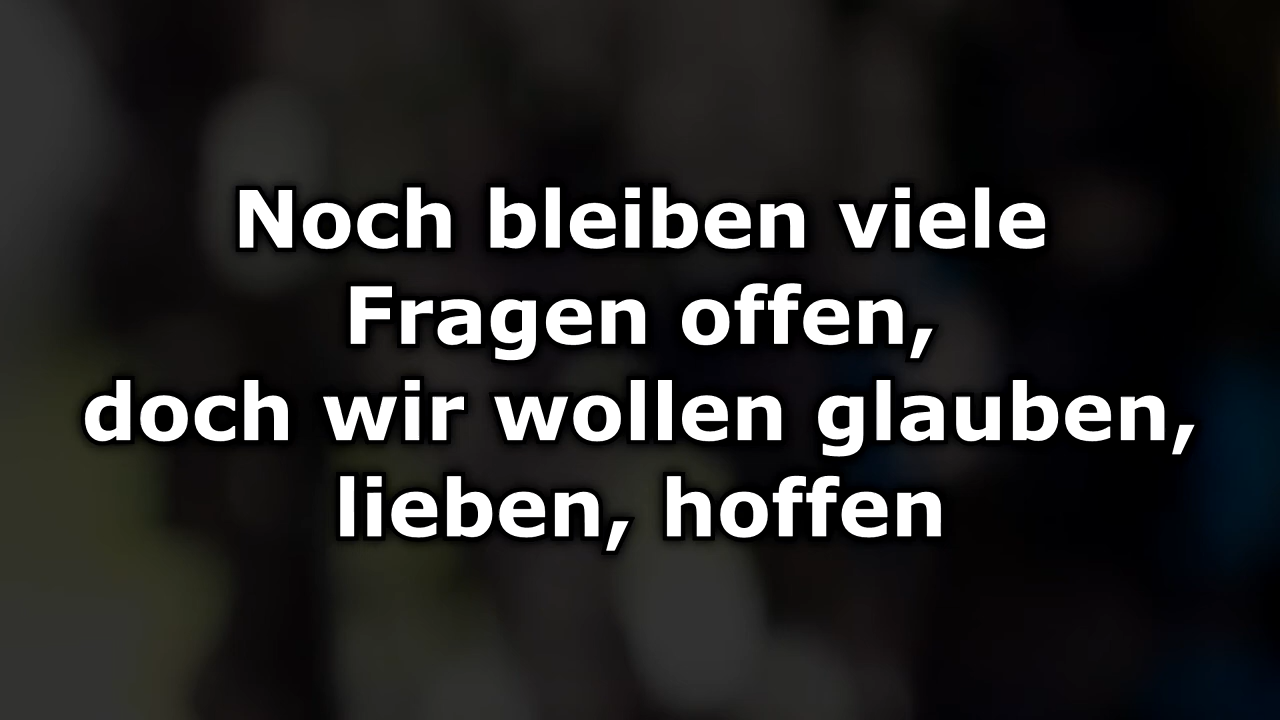 Noch bleiben viele
Fragen offen,
doch wir wollen glauben,
lieben, hoffen